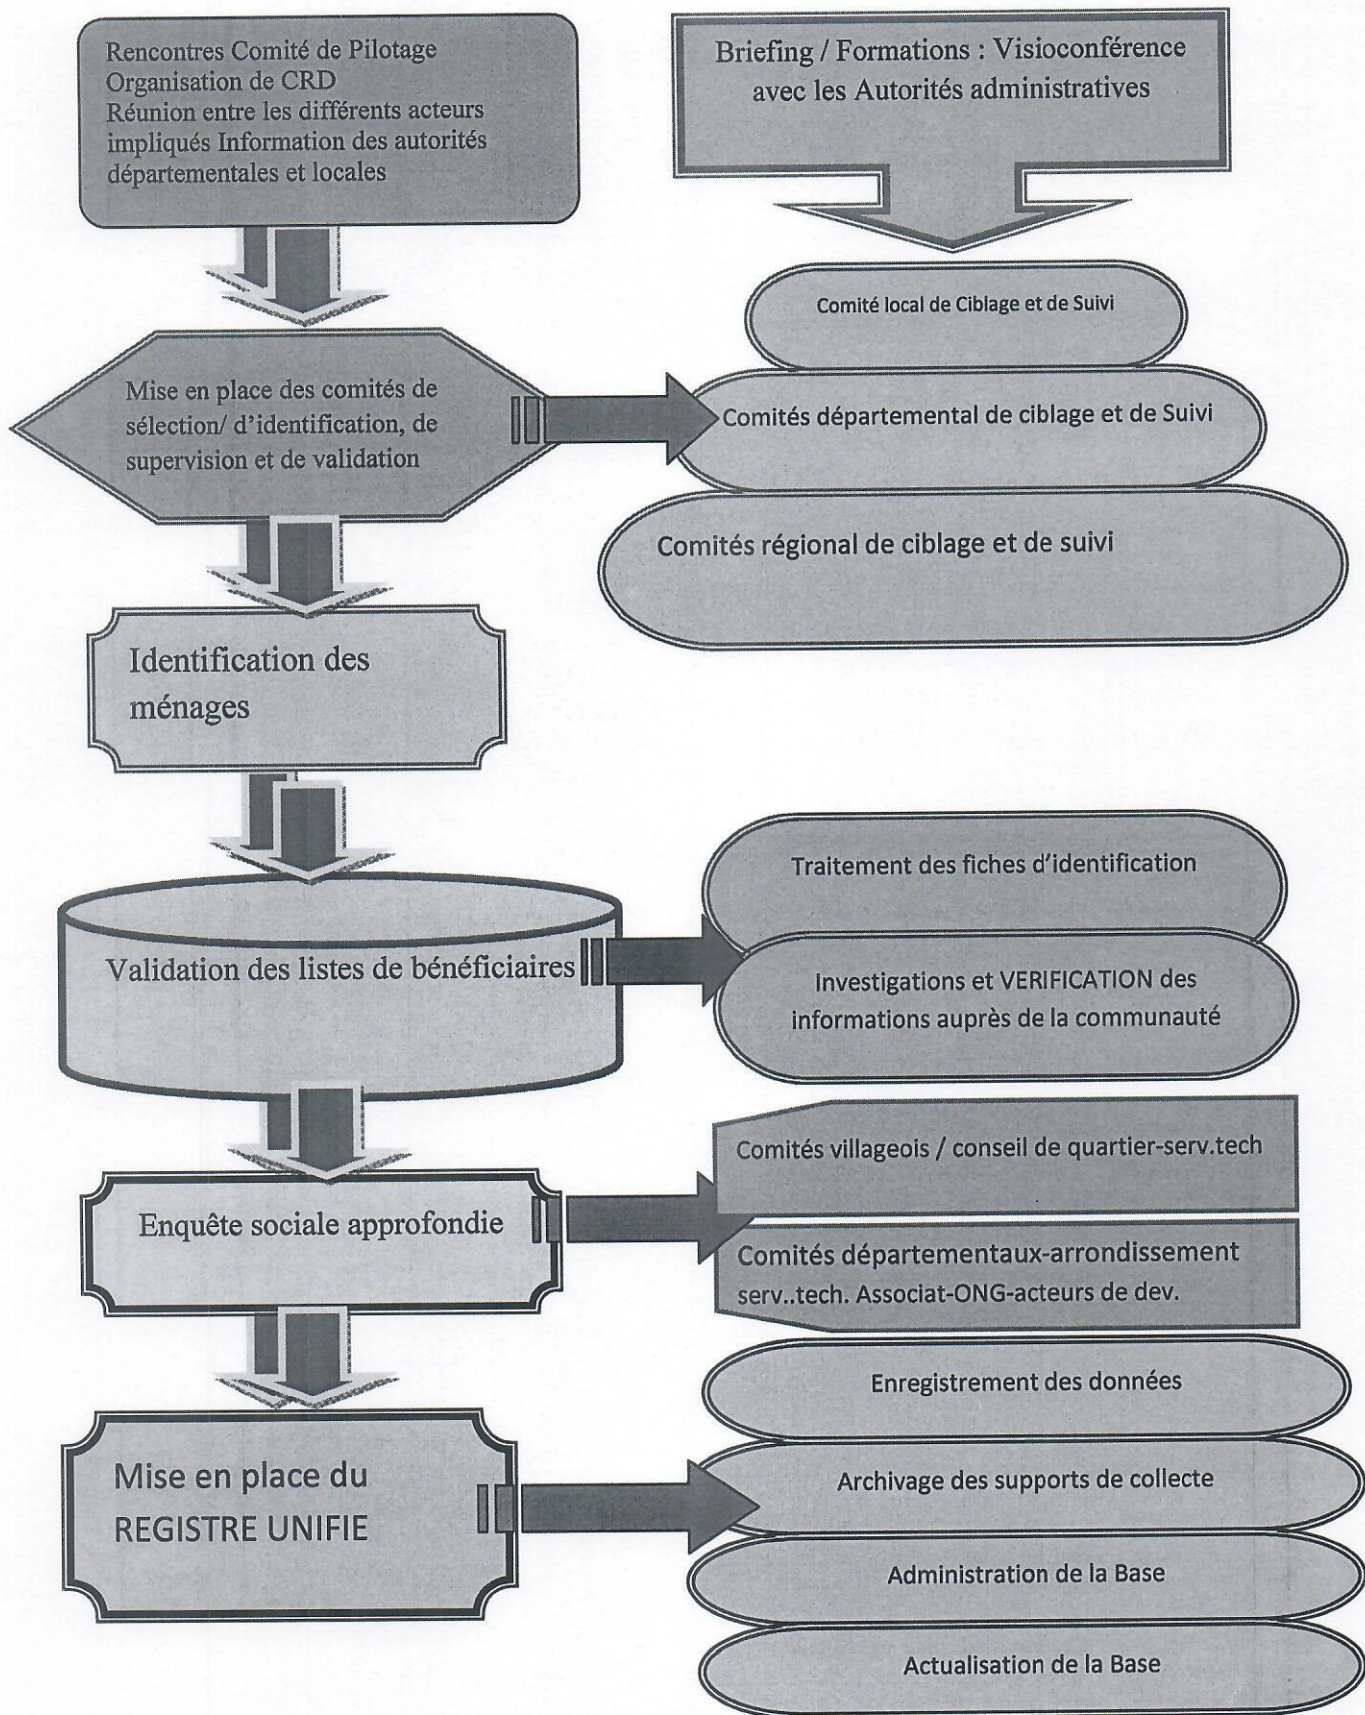 Rencontres Comité de Pilotage
Organisation de CRD
Réunion entre les différents acteurs
impliqués Information des autorités
départementales et locales
Briefing / Formations : Visioconférence
avec les Autorités administratives
Comité local de Ciblage et de Suivi
Mise en place des comités de
sélection/ d'identification, de
supervision et de validation
Comités départemental de ciblage et de Suivi
Comités régional de ciblage et de suivi
Identification des
ménages
Traitement des fiches d'identification
Validation des listes de bénéficiaires
Investigations et VERIFICATION des
informations auprès de la communauté
Comités villageois / conseil de quartier-serv.tech
Enquête sociale approfondie
Comités départementaux-arrondissement
serv..tech. Associat-ONG-acteurs de dev.
Enregistrement des données
Mise en place du
REGISTRE UNIFIE
Archivage des supports de collecte
Administration de la Base
Actualisation de la Base